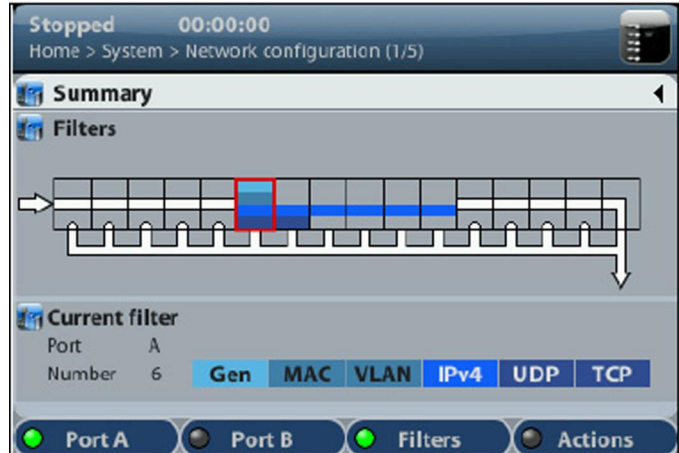 Stopped 00:00:00
Home > System > Network configuration (1/5)
Summary
Filters
Current filter
Port A
Number 6 Gen MAC VLAN IPv4 UDP TCP
Port A Port B Filters Actions